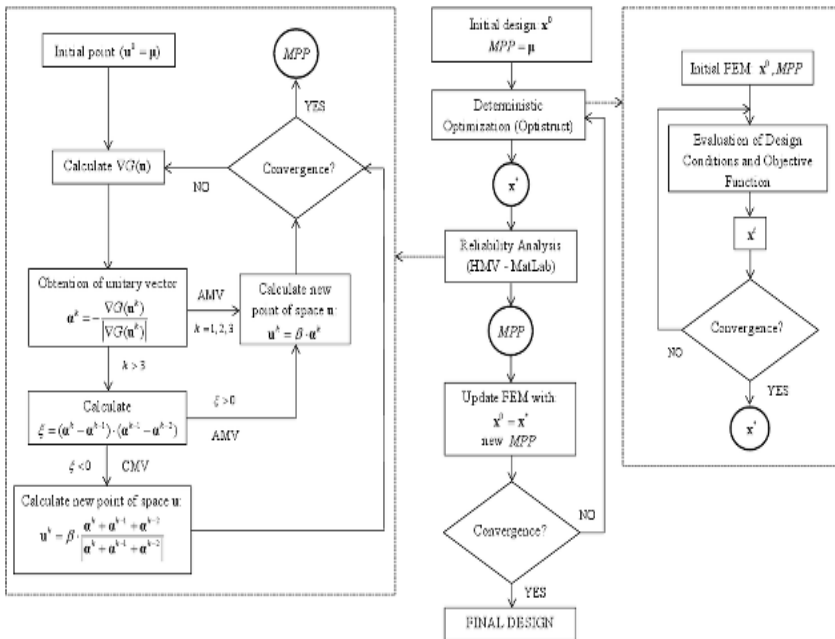 Initial point (u⁰ = μ)
MPP
YES
Calculate ∇G(u)
Convergence?
NO
Obtention of unitary vector
αᵏ = - ∇G(uᵏ) / |∇G(uᵏ)|
AMV
k = 1, 2, 3
Calculate new
point of space u:
uᵏ = β · αᵏ
k > 3
Calculate
ξ = (αᵏ - αᵏ⁻¹) · (αᵏ⁻¹ - αᵏ⁻²)
ξ > 0
AMV
ξ < 0
CMV
Calculate new point of space u:
uᵏ = β · (αᵏ + αᵏ⁻¹ + αᵏ⁻²) / |αᵏ + αᵏ⁻¹ + αᵏ⁻²|
Initial design x⁰
MPP = μ
Deterministic
Optimization (Optistruct)
x*
Reliability Analysis
(HMV - MatLab)
MPP
Update FEM with:
x⁰ = x*
new MPP
Convergence?
NO
YES
FINAL DESIGN
Initial FEM: x⁰, MPP
Evaluation of Design
Conditions and Objective
Function
Convergence?
NO
YES
x*